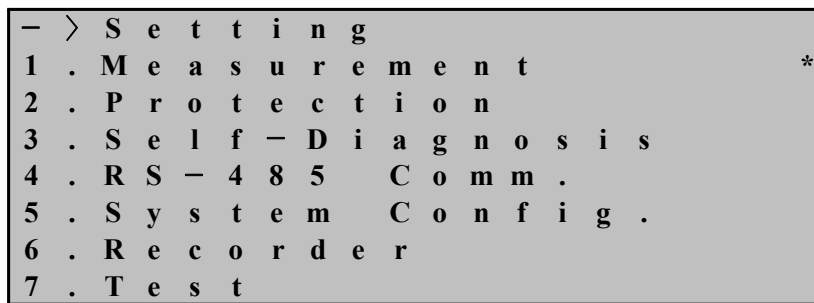 －〉Setting
1.Measurement *
2.Protection
3.Self－Diagnosis
4.RS－485 Comm.
5.System Config.
6.Recorder
7.Test